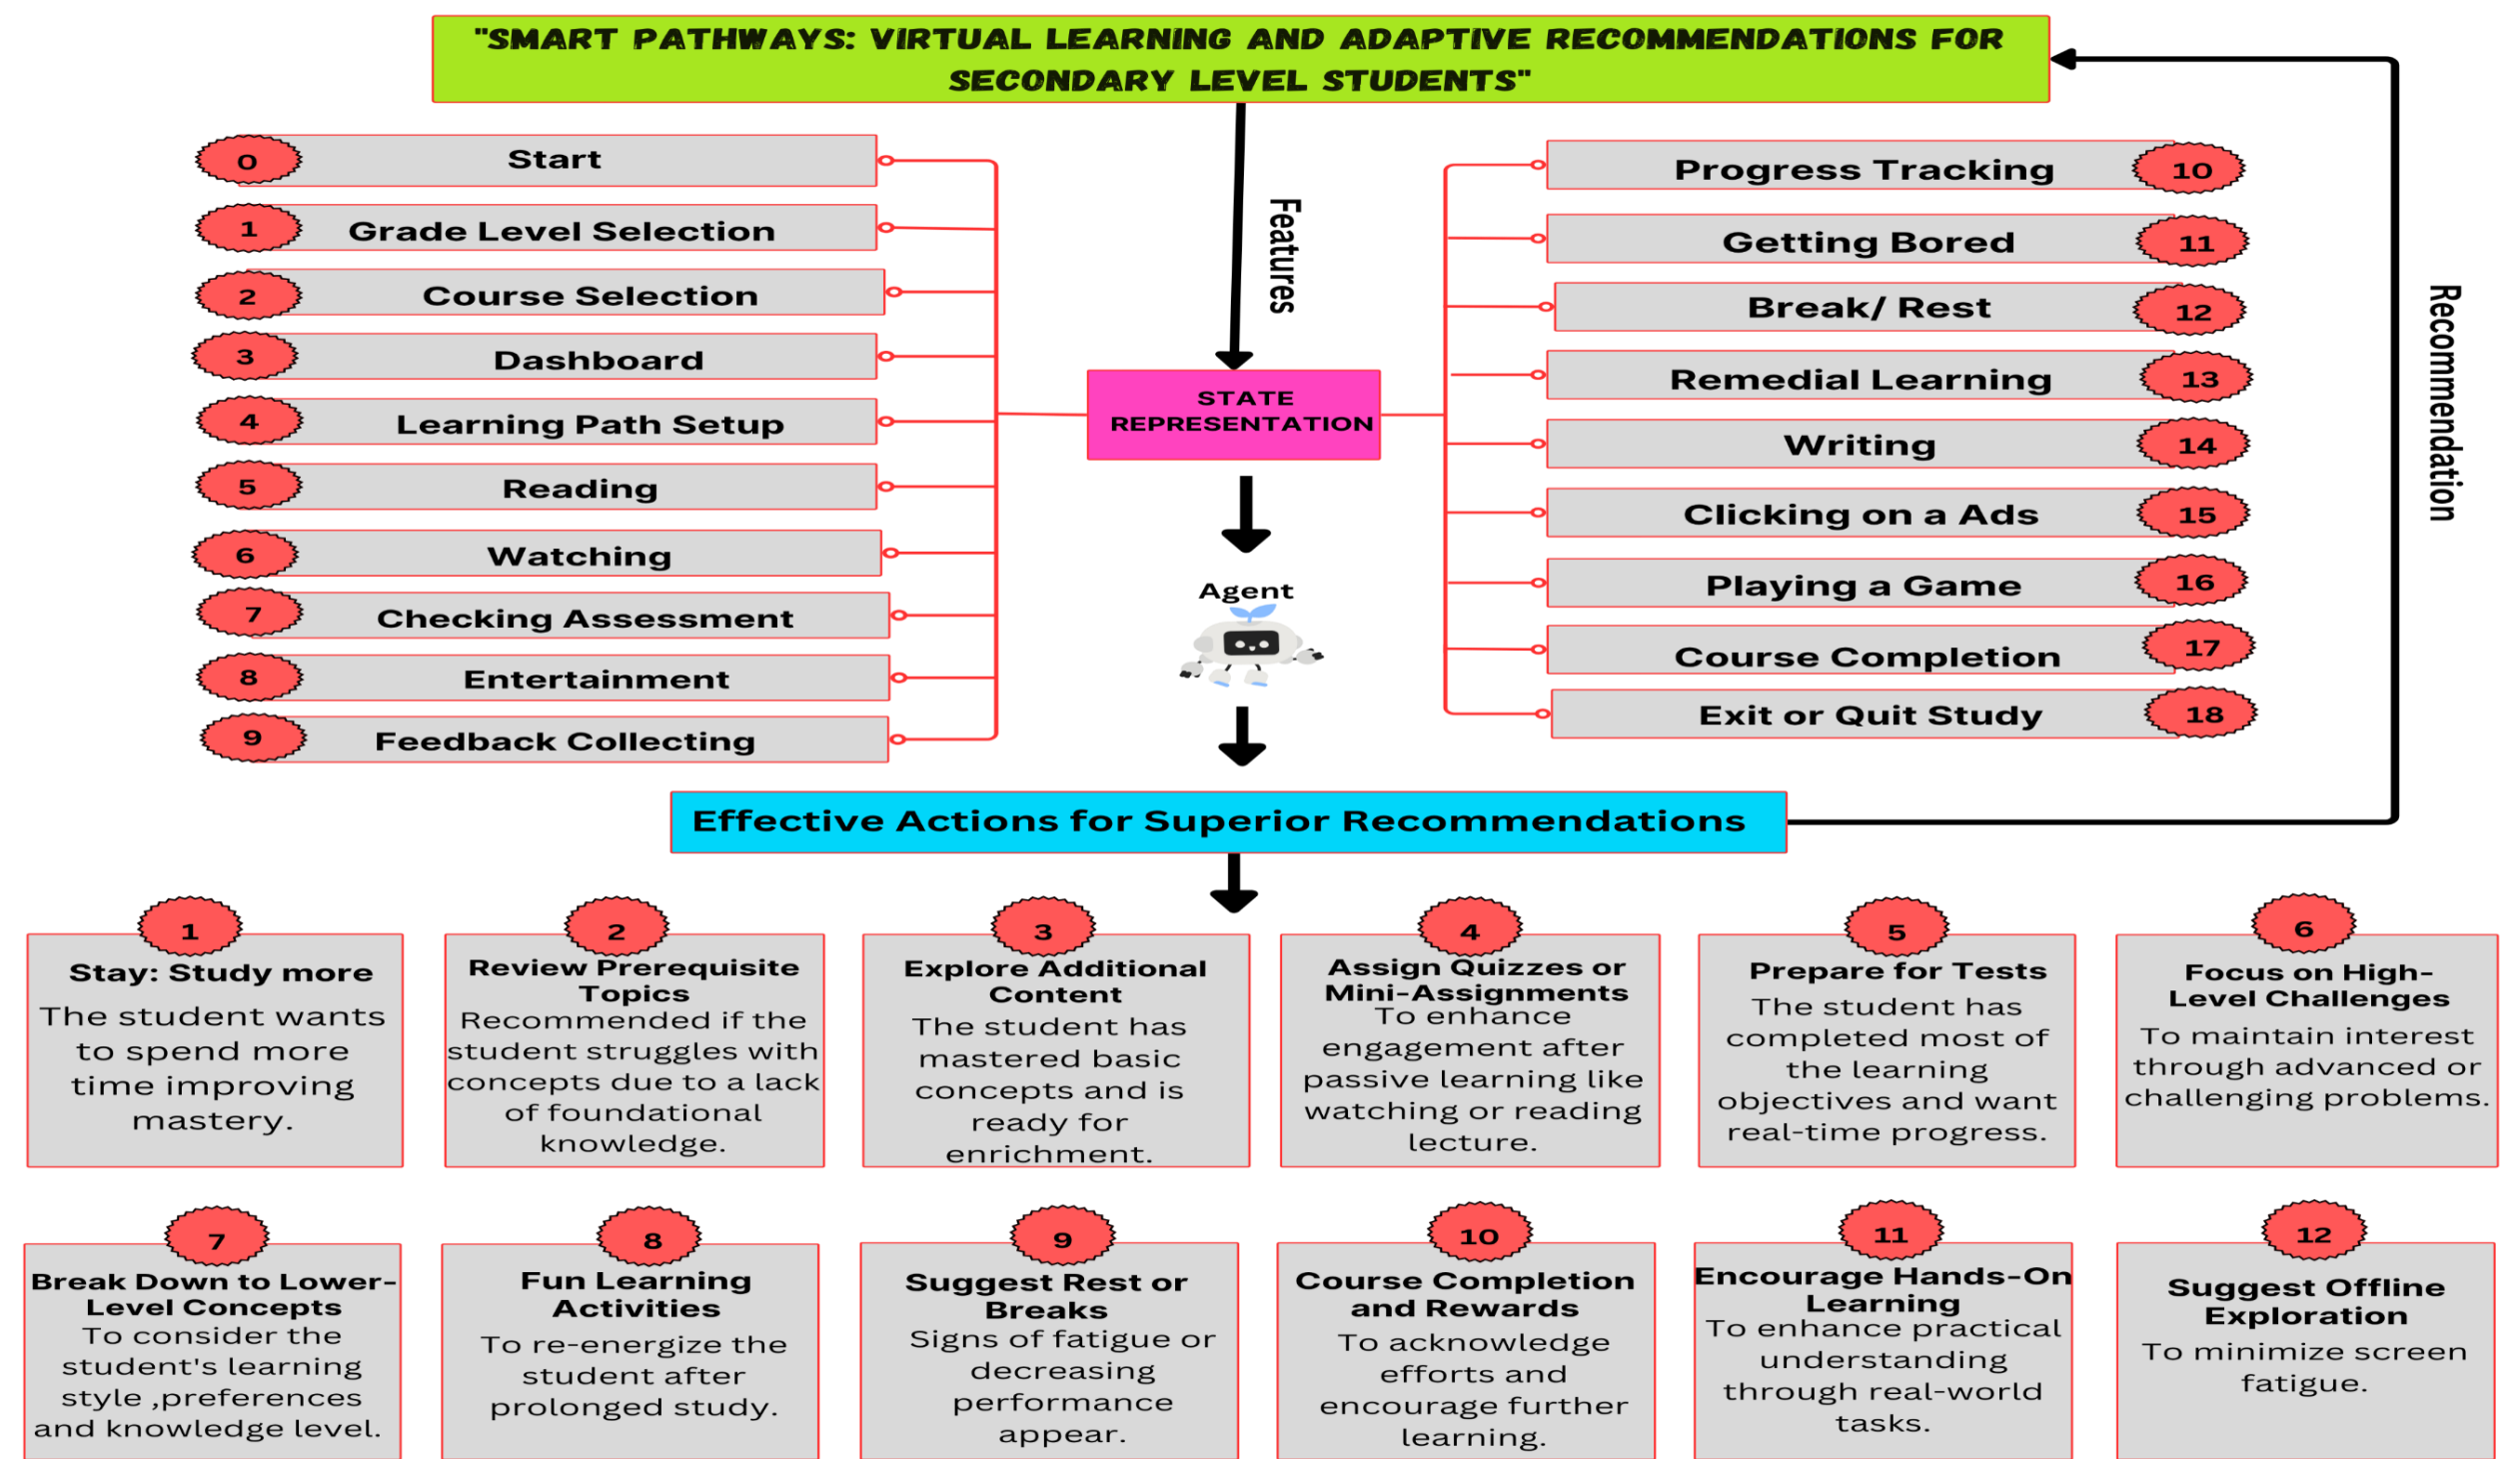 "SMART PATHWAYS: VIRTUAL LEARNING AND ADAPTIVE RECOMMENDATIONS FOR
SECONDARY LEVEL STUDENTS"
0
Start
1
Grade Level Selection
2
Course Selection
3
Dashboard
4
Learning Path Setup
5
Reading
6
Watching
7
Checking Assessment
8
Entertainment
9
Feedback Collecting
Features
STATE
REPRESENTATION
Agent
Progress Tracking
10
Getting Bored
11
Break/ Rest
12
Remedial Learning
13
Writing
14
Clicking on a Ads
15
Playing a Game
16
Course Completion
17
Exit or Quit Study
18
Recommendation
Effective Actions for Superior Recommendations
1
Stay: Study more
The student wants
to spend more
time improving
mastery.
2
Review Prerequisite
Topics
Recommended if the
student struggles with
concepts due to a lack
of foundational
knowledge.
3
Explore Additional
Content
The student has
mastered basic
concepts and is
ready for
enrichment.
4
Assign Quizzes or
Mini-Assignments
To enhance
engagement after
passive learning like
watching or reading
lecture.
5
Prepare for Tests
The student has
completed most of
the learning
objectives and want
real-time progress.
6
Focus on High-
Level Challenges
To maintain interest
through advanced or
challenging problems.
7
Break Down to Lower-
Level Concepts
To consider the
student's learning
style ,preferences
and knowledge level.
8
Fun Learning
Activities
To re-energize the
student after
prolonged study.
9
Suggest Rest or
Breaks
Signs of fatigue or
decreasing
performance
appear.
10
Course Completion
and Rewards
To acknowledge
efforts and
encourage further
learning.
11
Encourage Hands-On
Learning
To enhance practical
understanding
through real-world
tasks.
12
Suggest Offline
Exploration
To minimize screen
fatigue.